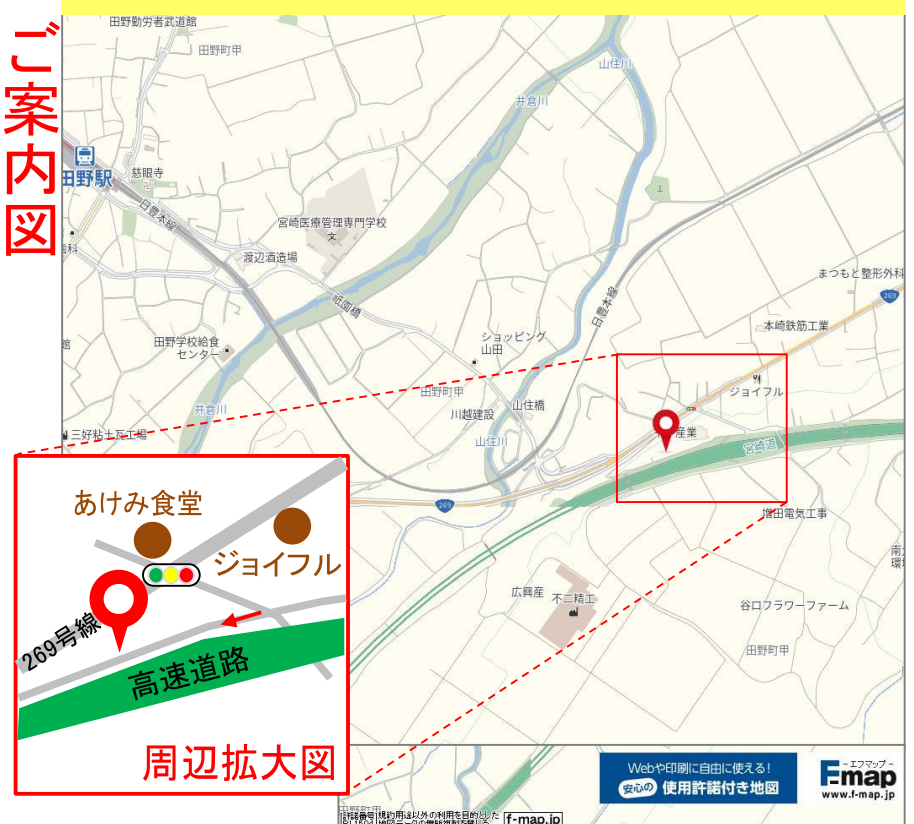 ご案内図
田野勤労者武道館
田野町甲
山住川
井倉川
田野駅
慈眼寺
日豊本線
宮崎医療管理専門学校
文
渡辺酒造場
祇園橋
まつもと整形外科
269
日豊本線
本崎鉄筋工業
ショッピング
山田
田野学校給食
センター
ジョイフル
田野町甲
山住橋
川越建設
井倉川
山住川
産業
宮崎道
三好粘土瓦工場
269
増田電気工事
あけみ食堂
ジョイフル
269号線
高速道路
周辺拡大図
広興産
不二精工
谷口フラワーファーム
田野町甲
Webや印刷に自由に使える!
安心の 使用許諾付き地図
-エフマップ-
F-map
www.f-map.jp
f-map.jp